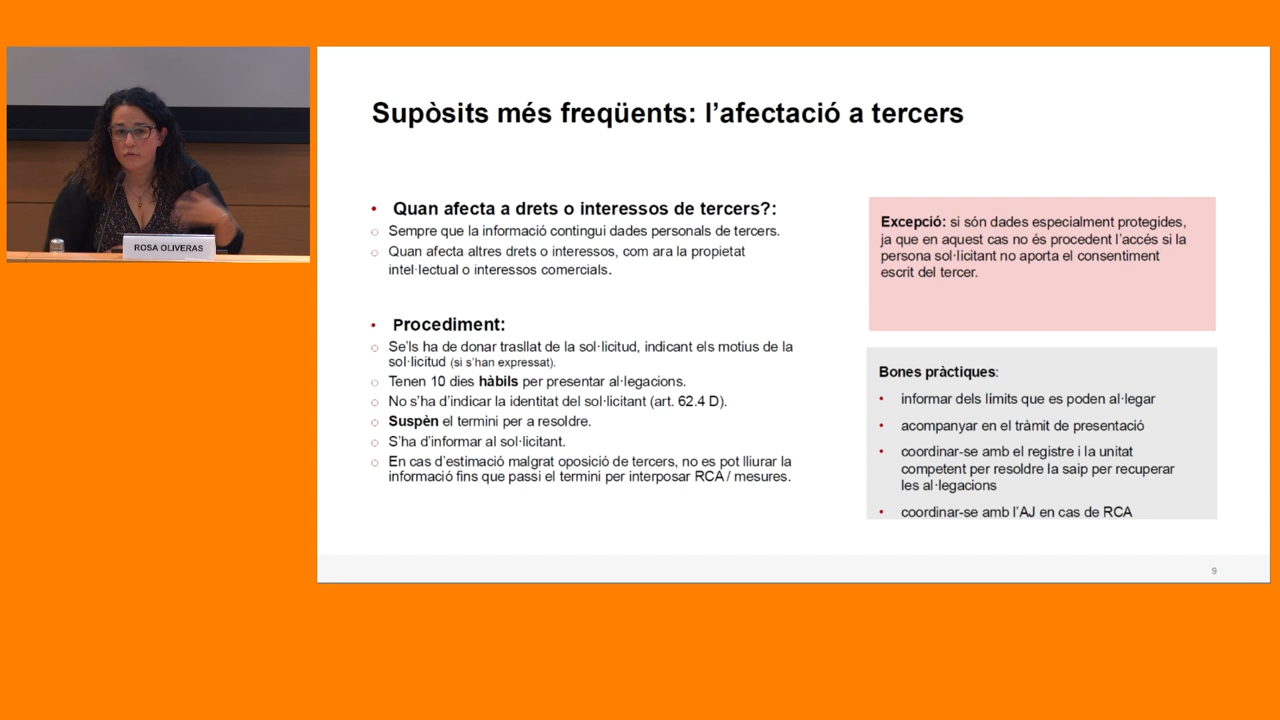 ROSA OLIVERAS
Supòsits més freqüents: l’afectació a tercers
• Quan afecta a drets o interessos de tercers?:
○ Sempre que la informació contingui dades personals de tercers.
○ Quan afecta altres drets o interessos, com ara la propietat
intel·lectual o interessos comercials.
• Procediment:
○ Se’ls ha de donar trasllat de la sol·licitud, indicant els motius de la
sol·licitud (si s’han expressat).
○ Tenen 10 dies hàbils per presentar al·legacions.
○ No s’ha d’indicar la identitat del sol·licitant (art. 62.4 D).
○ Suspèn el termini per a resoldre.
○ S’ha d’informar al sol·licitant.
○ En cas d’estimació malgrat oposició de tercers, no es pot lliurar la
informació fins que passi el termini per interposar RCA / mesures.
Excepció: si són dades especialment protegides,
ja que en aquest cas no és procedent l’accés si la
persona sol·licitant no aporta el consentiment
escrit del tercer.
Bones pràctiques:
• informar dels límits que es poden al·legar
• acompanyar en el tràmit de presentació
• coordinar-se amb el registre i la unitat
competent per resoldre la saip per recuperar
les al·legacions
• coordinar-se amb l’AJ en cas de RCA
9